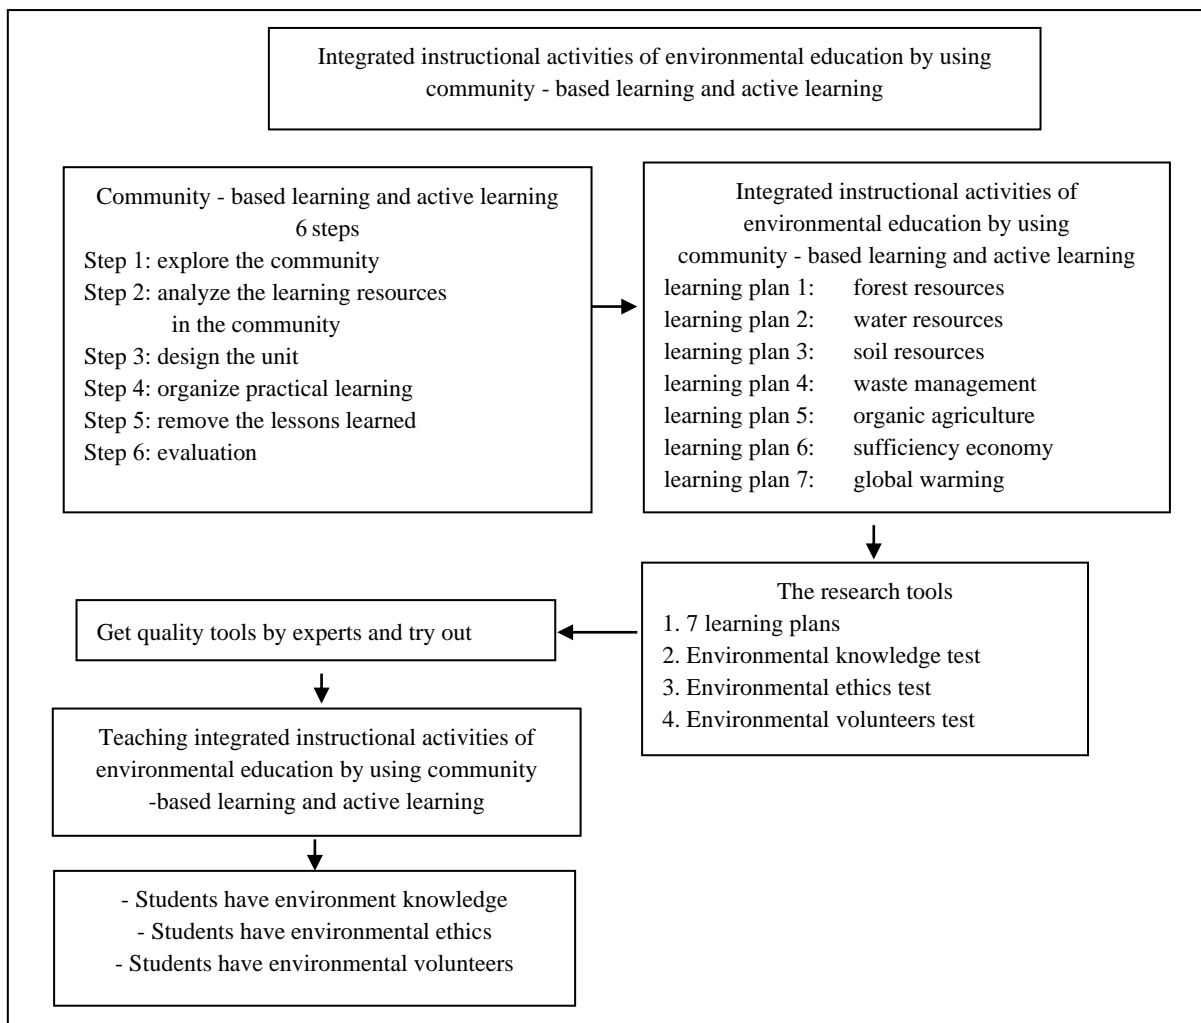 Integrated instructional activities of environmental education by using
community - based learning and active learning
Community - based learning and active learning
6 steps
Step 1: explore the community
Step 2: analyze the learning resources
in the community
Step 3: design the unit
Step 4: organize practical learning
Step 5: remove the lessons learned
Step 6: evaluation
Integrated instructional activities of
environmental education by using
community - based learning and active learning
learning plan 1: forest resources
learning plan 2: water resources
learning plan 3: soil resources
learning plan 4: waste management
learning plan 5: organic agriculture
learning plan 6: sufficiency economy
learning plan 7: global warming
The research tools
1. 7 learning plans
2. Environmental knowledge test
3. Environmental ethics test
4. Environmental volunteers test
Get quality tools by experts and try out
Teaching integrated instructional activities of
environmental education by using community
-based learning and active learning
- Students have environment knowledge
- Students have environmental ethics
- Students have environmental volunteers